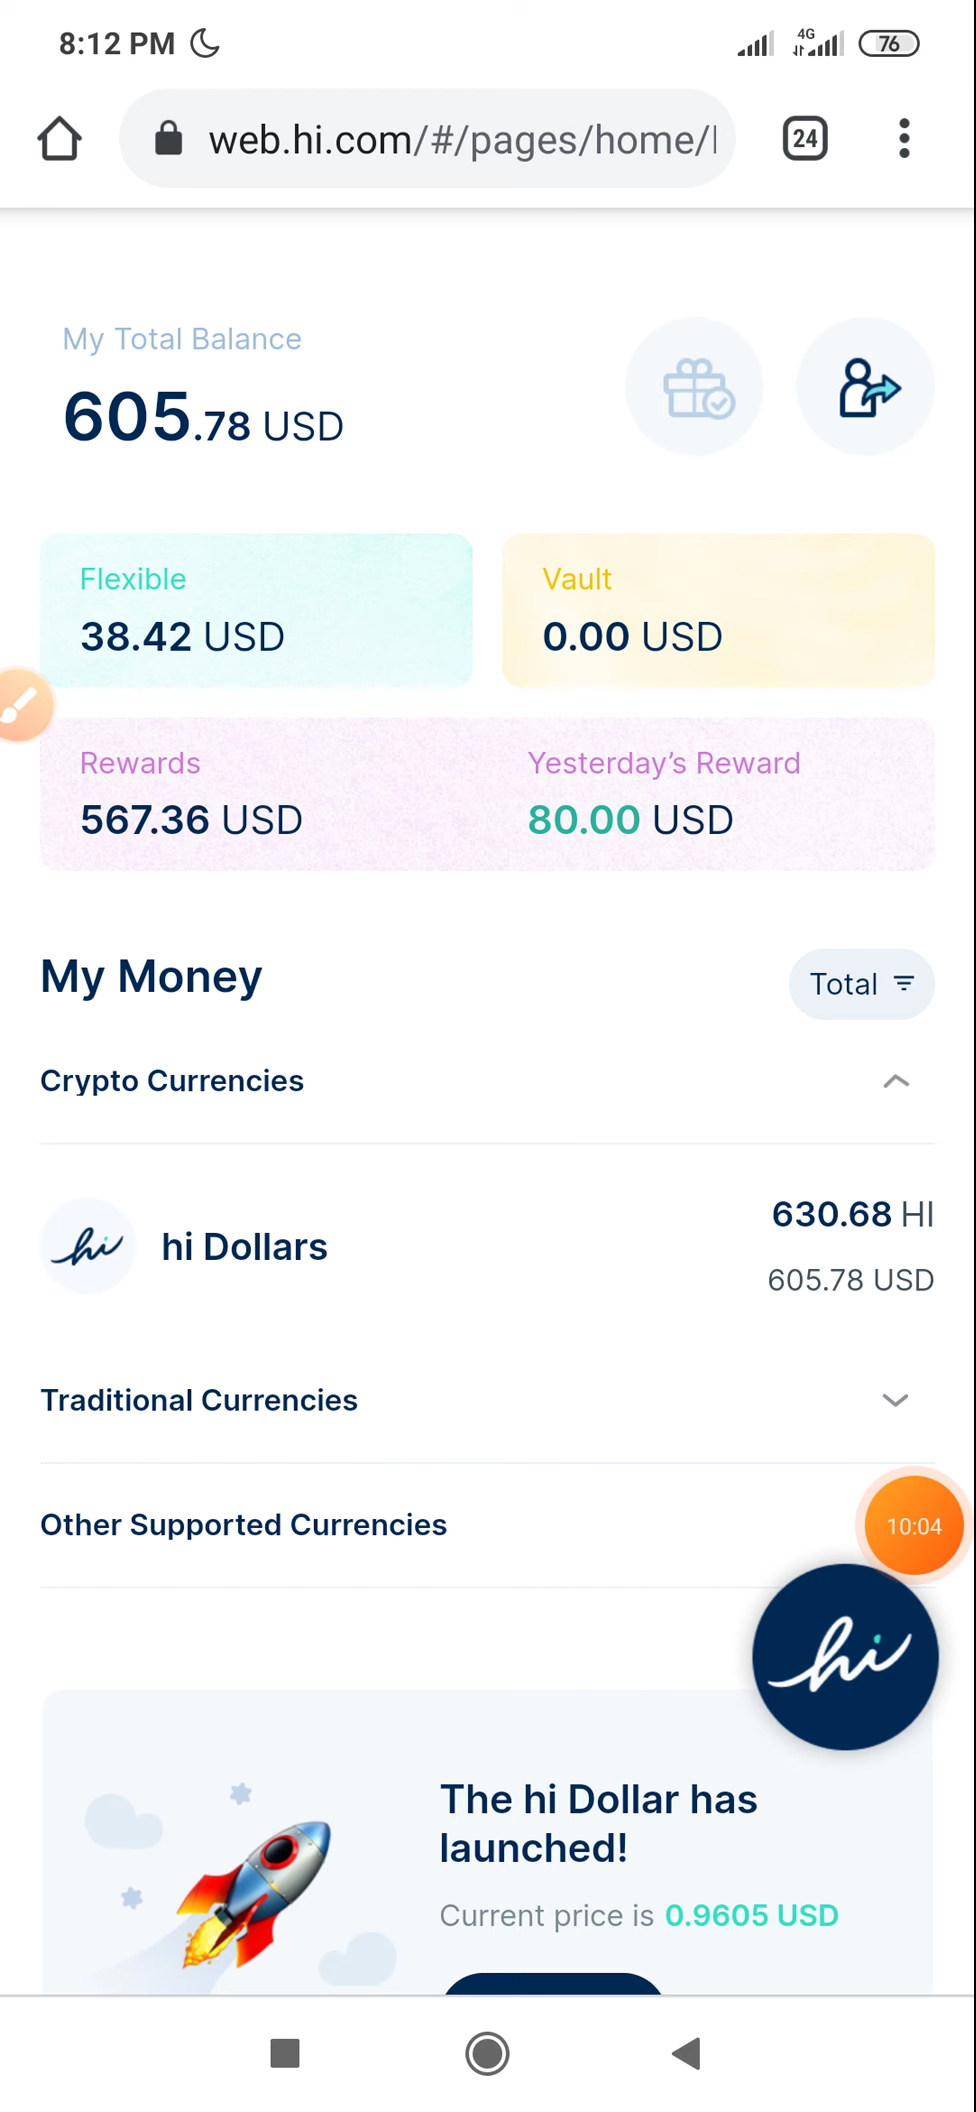 8:12 PM
4G
76
web.hi.com/#/pages/home/
24
My Total Balance
605.78 USD
Flexible
38.42 USD
Vault
0.00 USD
Rewards
567.36 USD
Yesterday's Reward
80.00 USD
My Money
Total
Crypto Currencies
hi
hi Dollars
630.68 HI
605.78 USD
Traditional Currencies
Other Supported Currencies
10:04
hi
The hi Dollar has
launched!
Current price is 0.9605 USD